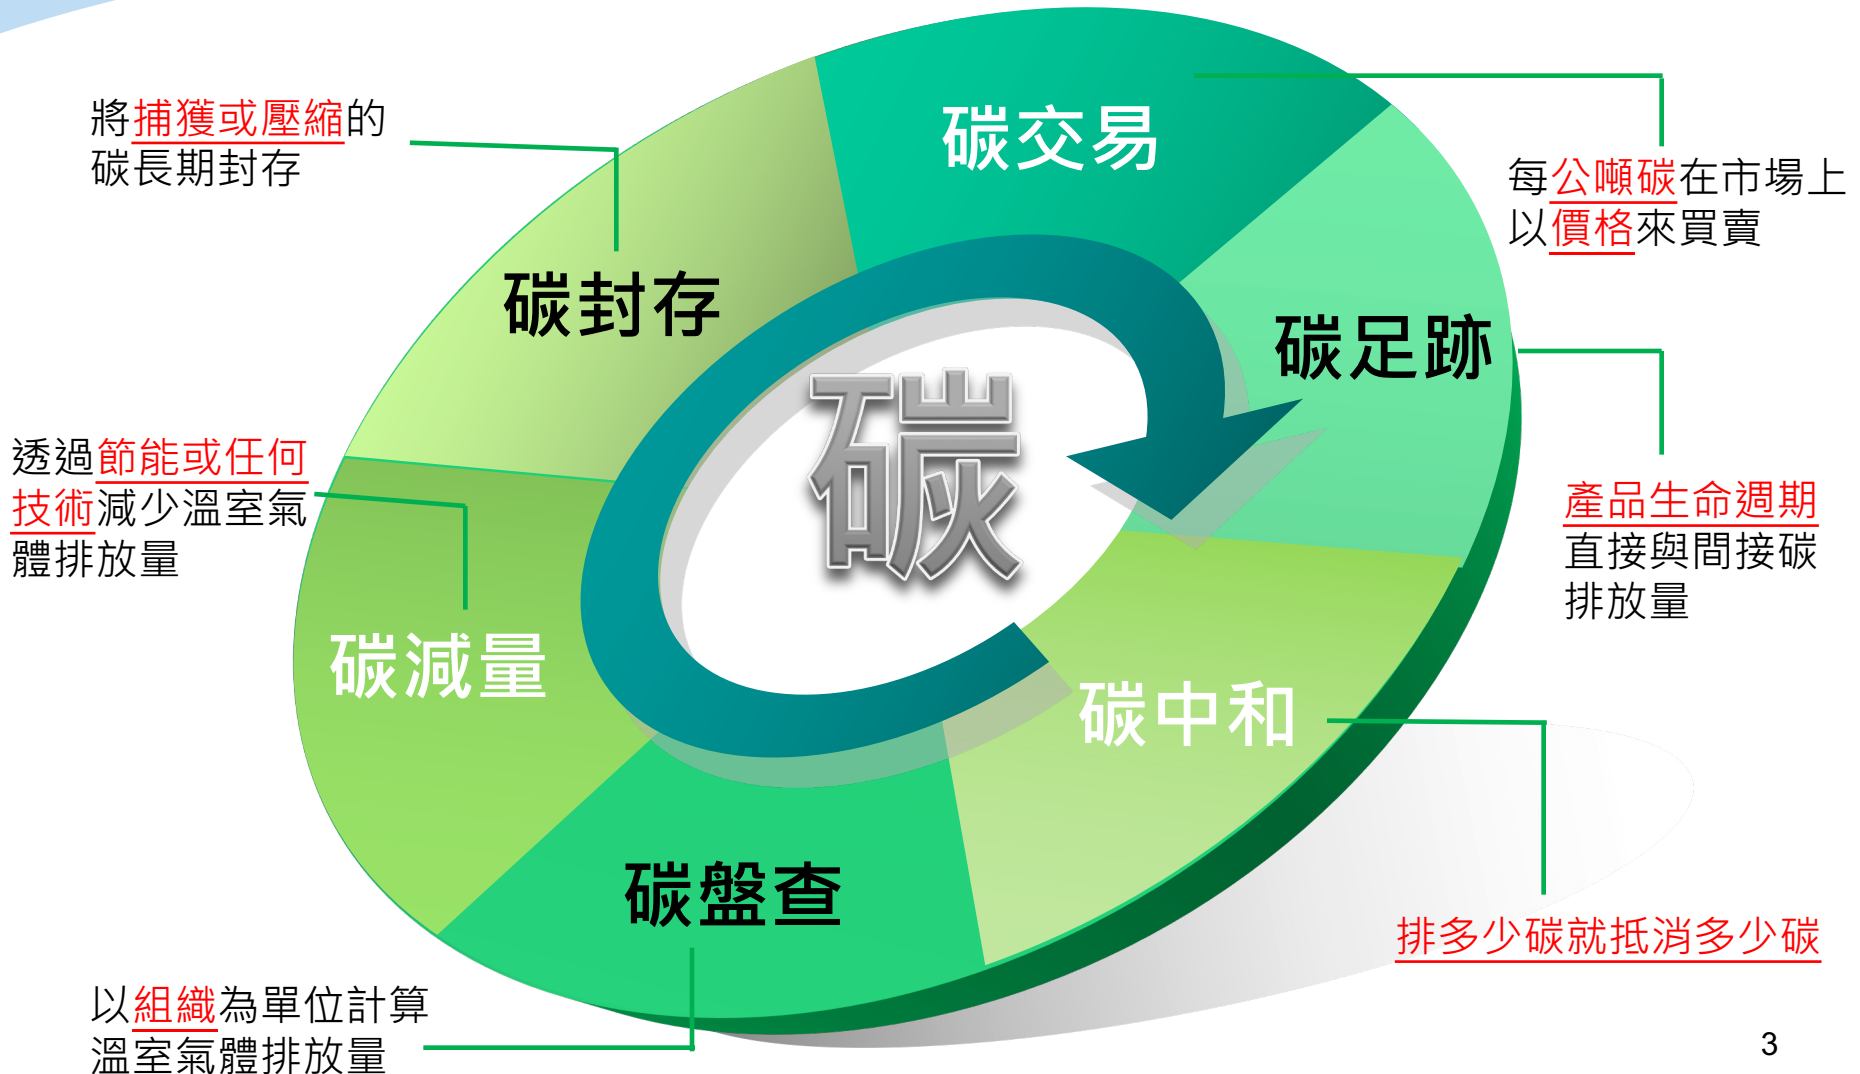 碳交易
每公噸碳在市場上
以價格來買賣
碳足跡
產品生命週期
直接與間接碳
排放量
碳中和
排多少碳就抵消多少碳
碳盤查
以組織為單位計算
溫室氣體排放量
碳減量
透過節能或任何
技術減少溫室氣
體排放量
碳封存
將捕獲或壓縮的
碳長期封存
碳
3